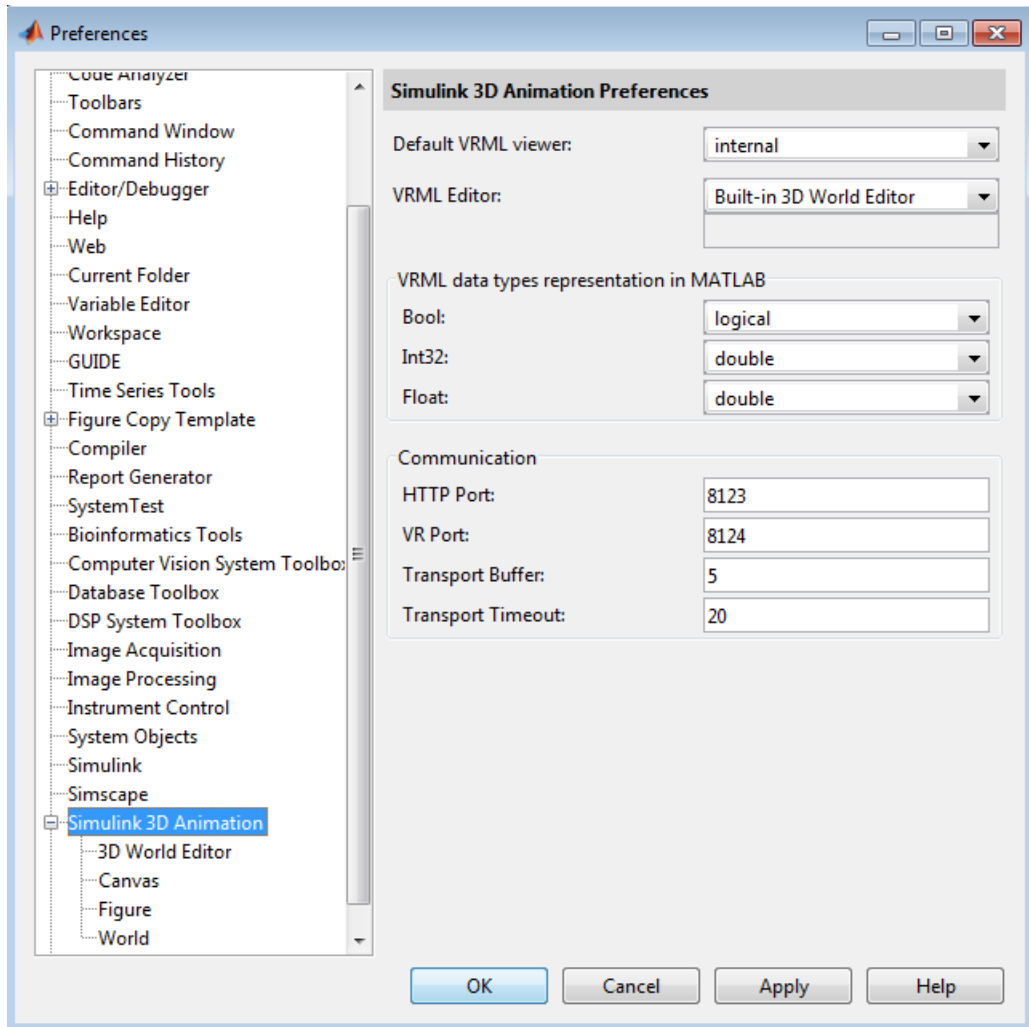 Preferences
Code Analyzer
Toolbars
Command Window
Command History
Editor/Debugger
Help
Web
Current Folder
Variable Editor
Workspace
GUIDE
Time Series Tools
Figure Copy Template
Compiler
Report Generator
SystemTest
Bioinformatics Tools
Computer Vision System Toolbo
Database Toolbox
DSP System Toolbox
Image Acquisition
Image Processing
Instrument Control
System Objects
Simulink
Simscape
Simulink 3D Animation
3D World Editor
Canvas
Figure
World
Simulink 3D Animation Preferences
Default VRML viewer: internal
VRML Editor: Built-in 3D World Editor
VRML data types representation in MATLAB
Bool: logical
Int32: double
Float: double
Communication
HTTP Port: 8123
VR Port: 8124
Transport Buffer: 5
Transport Timeout: 20
OK Cancel Apply Help